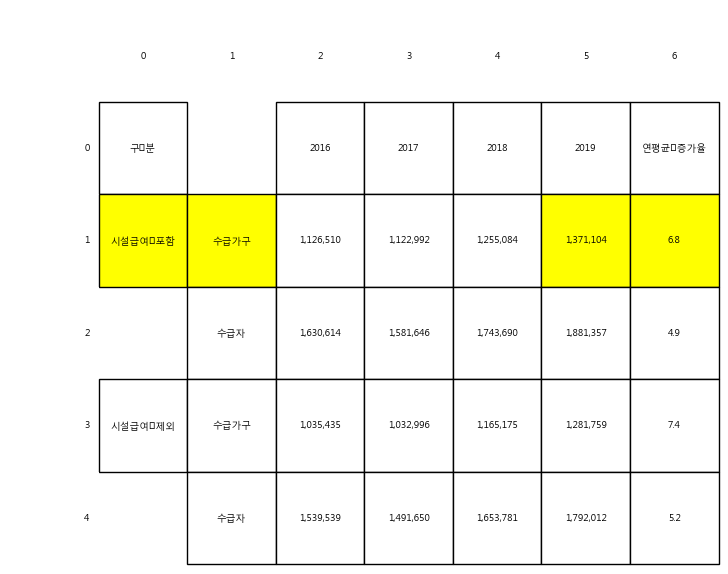 0 1 2 3 4 5 6
0 구□분 2016 2017 2018 2019 연평균□증가율
1 시설급여□포함 수급가구 1,126,510 1,122,992 1,255,084 1,371,104 6.8
2 수급자 1,630,614 1,581,646 1,743,690 1,881,357 4.9
3 시설급여□제외 수급가구 1,035,435 1,032,996 1,165,175 1,281,759 7.4
4 수급자 1,539,539 1,491,650 1,653,781 1,792,012 5.2